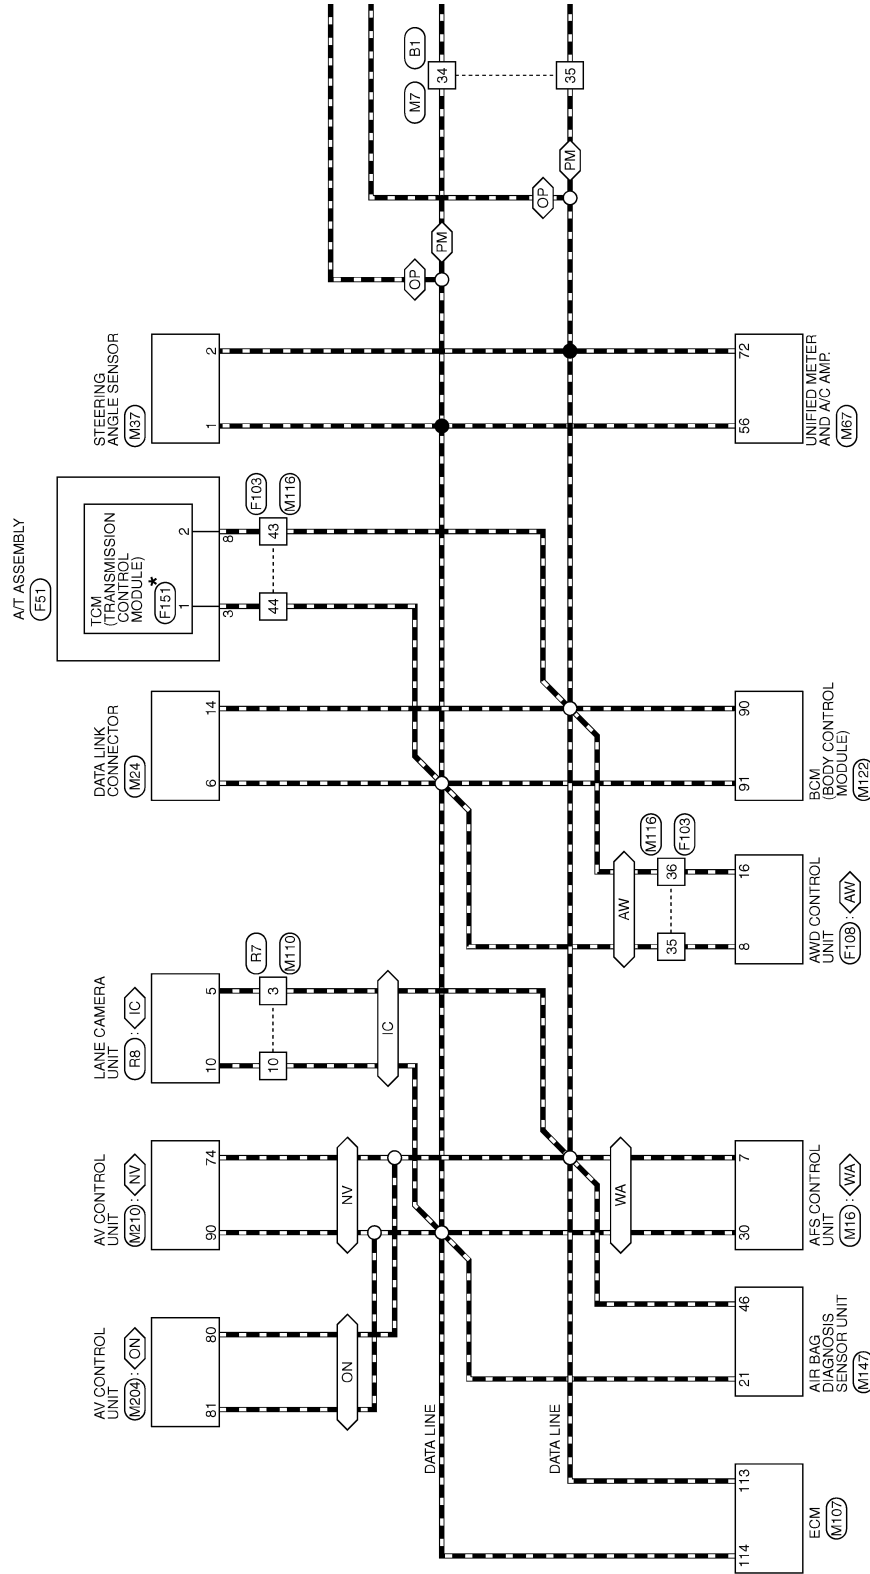 A/T ASSEMBLY
F51
AV CONTROL
UNIT
M204 : ON
81
80
AV CONTROL
UNIT
M210 : NV
90
74
LANE CAMERA
UNIT
R8 : IC
10
5
DATA LINK
CONNECTOR
M24
6
14
TCM
(TRANSMISSION
CONTROL
MODULE)
*
F151
1
2
3
8
STEERING
ANGLE SENSOR
M37
1
2
10
3
R7
M110
44
43
F103
M116
ON
NV
IC
OP
PM
M7
B1
34
DATA LINE
OP
PM
35
DATA LINE
WA
AW
35
36
M116
F103
114
113
ECM
M107
21
46
AIR BAG
DIAGNOSIS
SENSOR UNIT
M147
30
7
AFS CONTROL
UNIT
M16 : WA
8
16
AWD CONTROL
UNIT
F108 : AW
91
90
BCM
(BODY CONTROL
MODULE)
M122
56
72
UNIFIED METER
AND A/C AMP.
M67